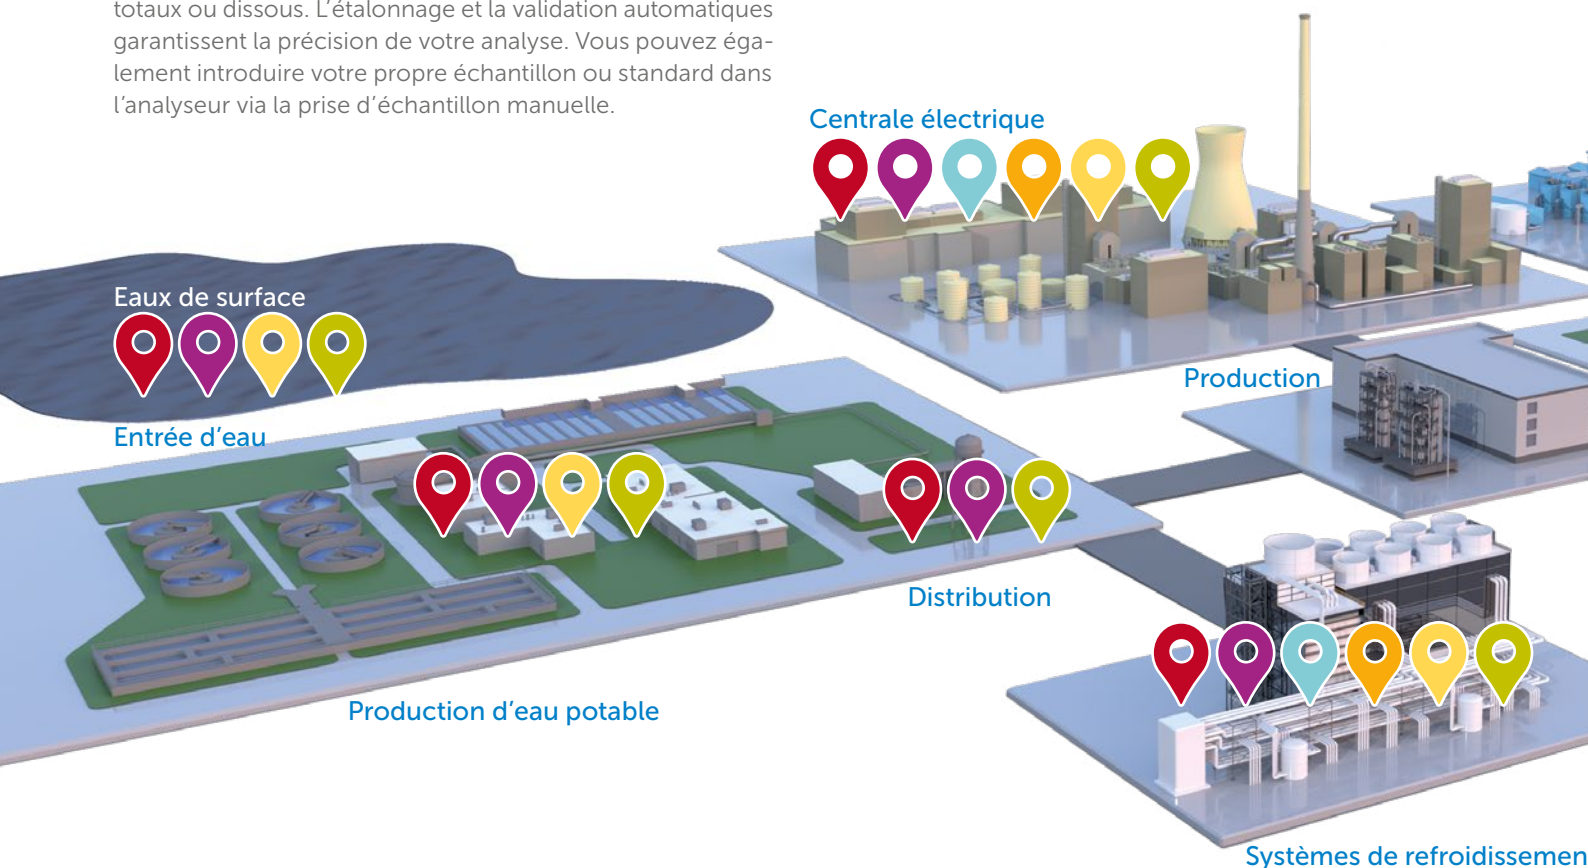 totaux ou dissous. L'étalonnage et la validation automatiques
garantissent la précision de votre analyse. Vous pouvez éga-
lement introduire votre propre échantillon ou standard dans
l'analyseur via la prise d'échantillon manuelle.
Centrale électrique
Eaux de surface
Production
Entrée d'eau
Distribution
Production d'eau potable
Systèmes de refroidissemen